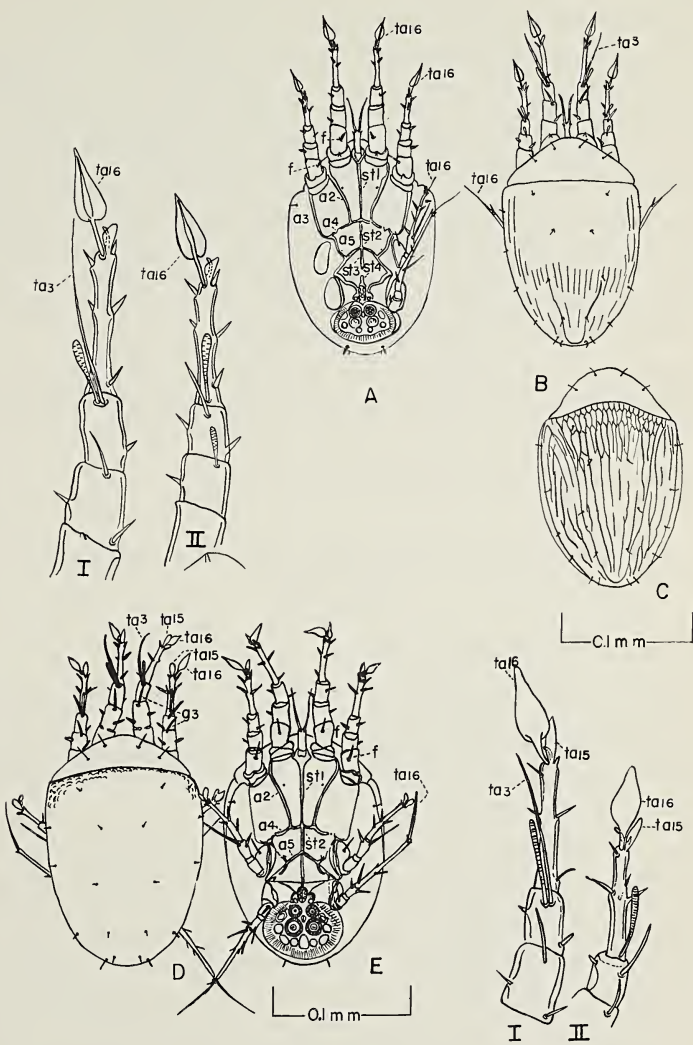 ta16
ta16
ta3
f
f
st1
ta16
ta16
a2
a3
a4
a5
st2
st3
st4
A
B
ta16
ta3
ta16
I
II
C
0.1 mm
ta3
ta15
ta16
ta15
ta16
g3
f
f
st1
a2
a4
a5
st2
ta16
D
E
0.1 mm
ta16
ta15
ta3
ta16
ta15
I
II